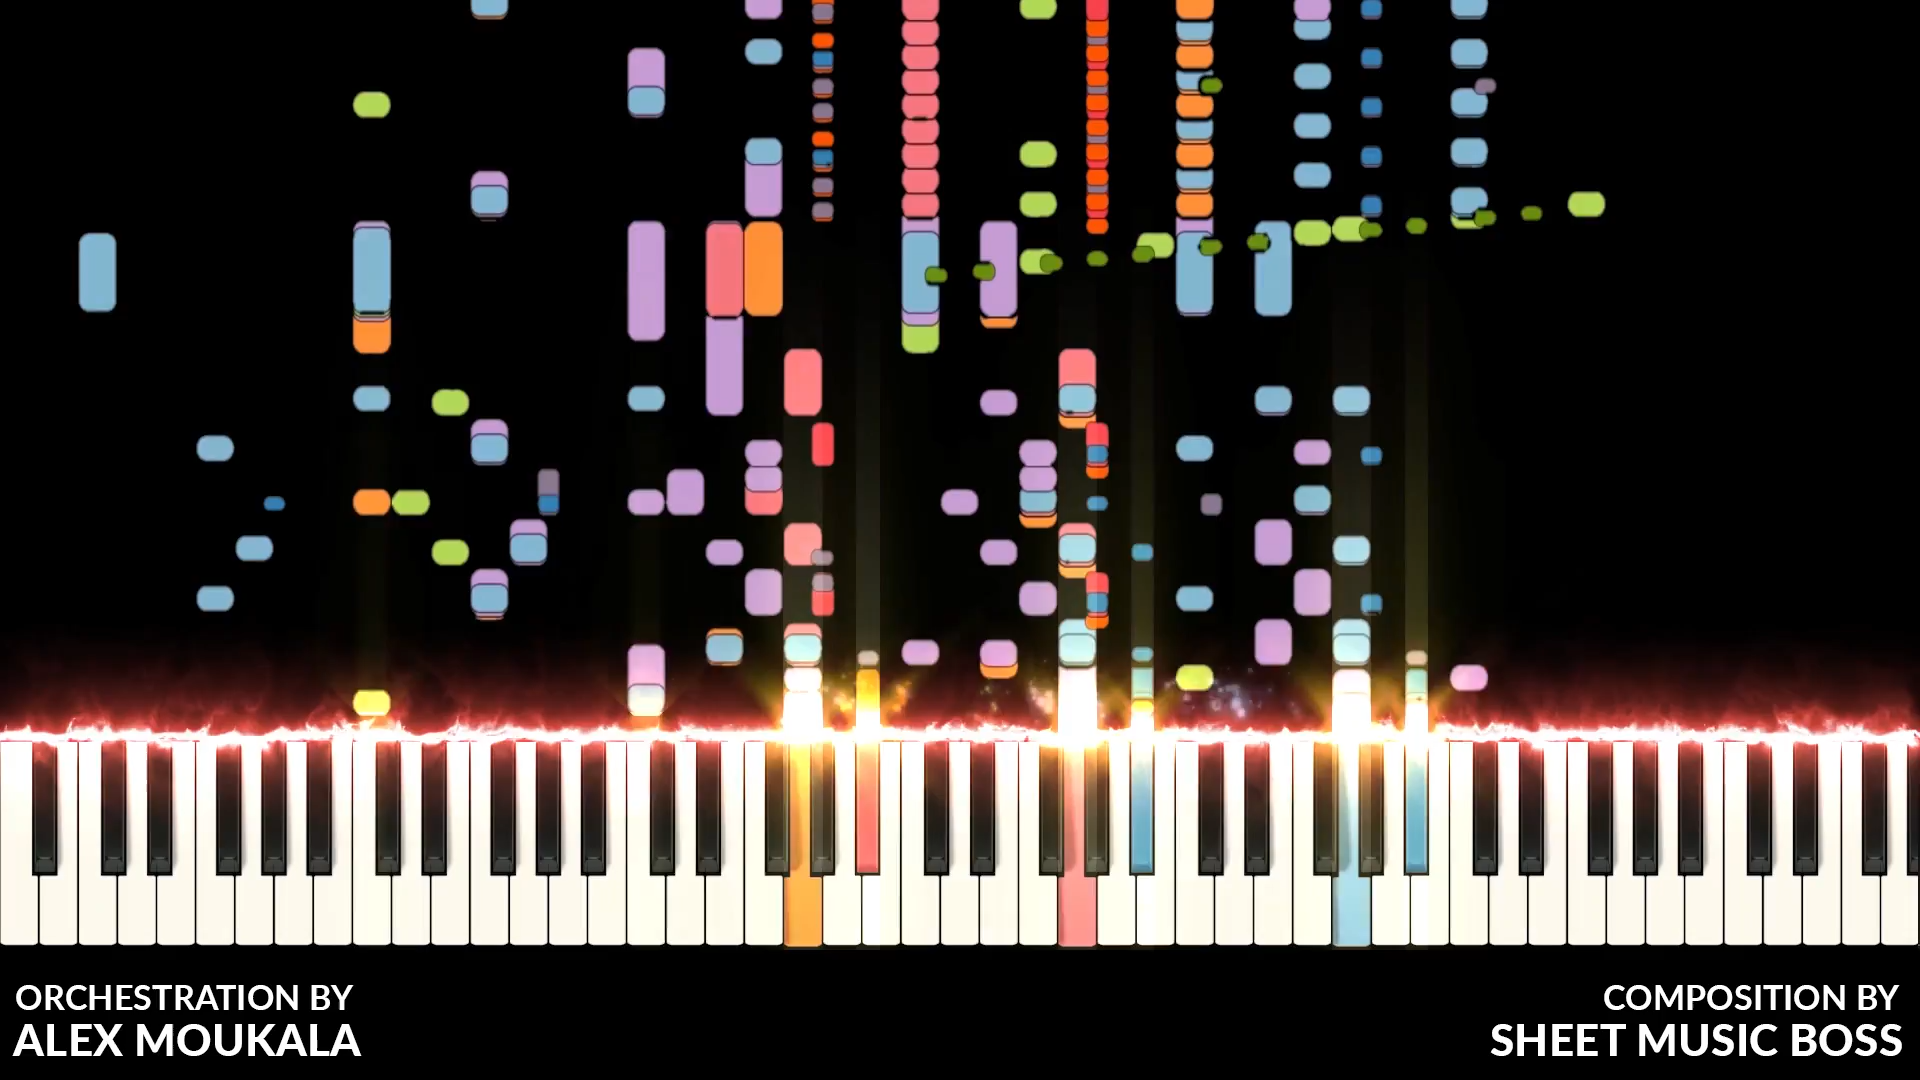 ORCHESTRATION BY
ALEX MOUKALA
COMPOSITION BY
SHEET MUSIC BOSS